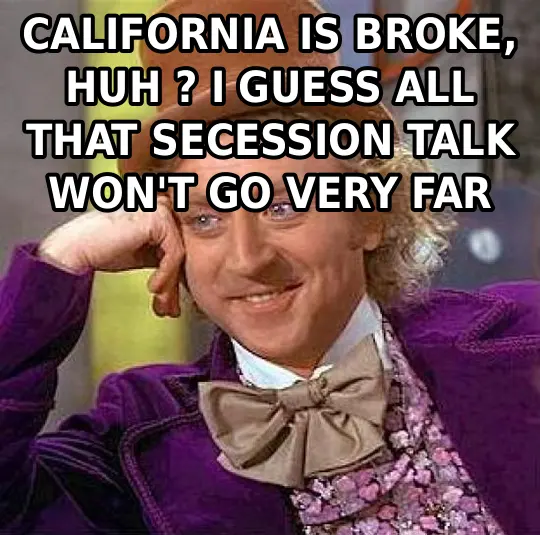 CALIFORNIA IS BROKE,
HUH ? I GUESS ALL
THAT SECESSION TALK
WON'T GO VERY FAR